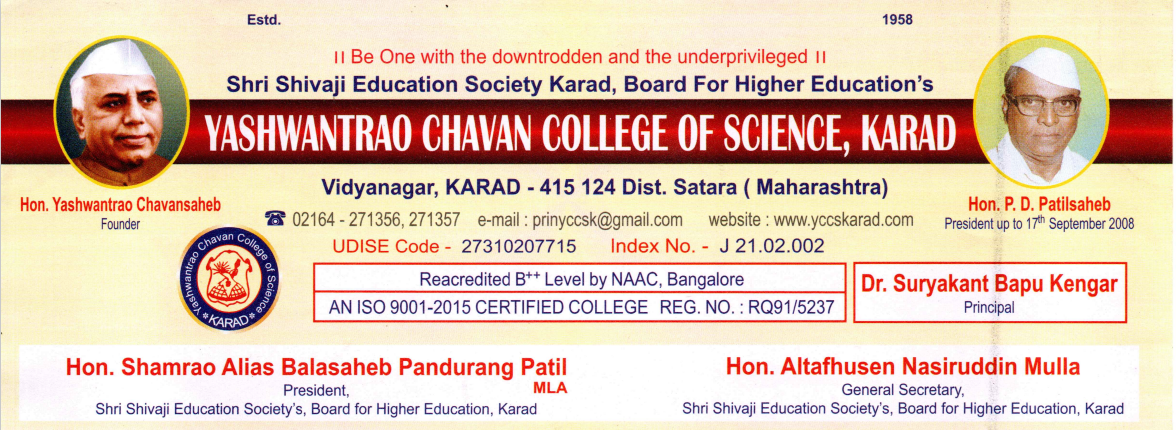 Estd. 1958
।। Be One with the downtrodden and the underprivileged ।।
Shri Shivaji Education Society Karad, Board For Higher Education's
YASHWANTRAO CHAVAN COLLEGE OF SCIENCE, KARAD
Vidyanagar, KARAD - 415 124 Dist. Satara ( Maharashtra)
Hon. Yashwantrao Chavansaheb
Founder
Hon. P. D. Patilsaheb
President up to 17th September 2008
☎ 02164 - 271356, 271357 e-mail : prinyccsk@gmail.com website : www.yccskarad.com
UDISE Code - 27310207715 Index No. - J 21.02.002
Yashwantrao Chavan College of Science
KARAD
Reacredited B++ Level by NAAC, Bangalore
AN ISO 9001-2015 CERTIFIED COLLEGE REG. NO. : RQ91/5237
Dr. Suryakant Bapu Kengar
Principal
Hon. Shamrao Alias Balasaheb Pandurang Patil
MLA
President,
Shri Shivaji Education Society's, Board for Higher Education, Karad
Hon. Altafhusen Nasiruddin Mulla
General Secretary,
Shri Shivaji Education Society's, Board for Higher Education, Karad